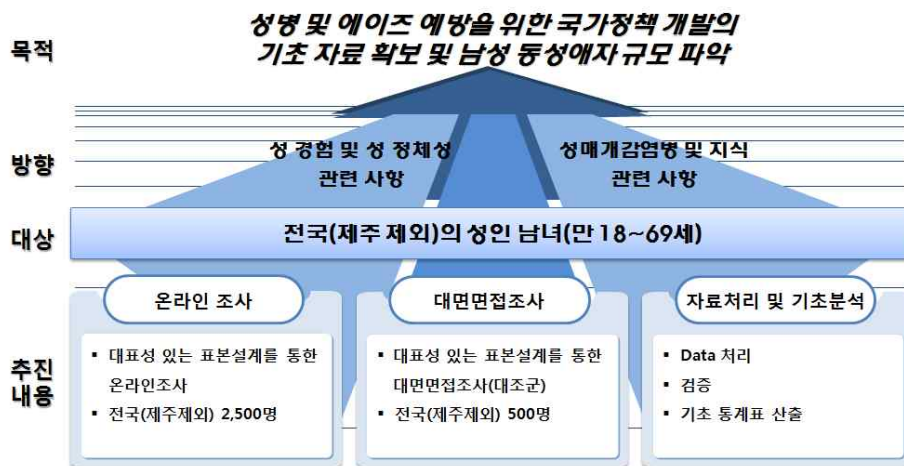 목적
성병 및 에이즈 예방을 위한 국가정책 개발의
기초 자료 확보 및 남성 동성애자 규모 파악
방향
성 경험 및 성 정체성
관련 사항
성매개감염병 및 지식
관련 사항
대상
전국(제주 제외)의 성인 남녀(만 18~69세)
추진
내용
온라인 조사
▪ 대표성 있는 표본설계를 통한
온라인조사
▪ 전국(제주제외) 2,500명
대면면접조사
▪ 대표성 있는 표본설계를 통한
대면면접조사(대조군)
▪ 전국(제주제외) 500명
자료처리 및 기초분석
▪ Data 처리
▪ 검증
▪ 기초 통계표 산출